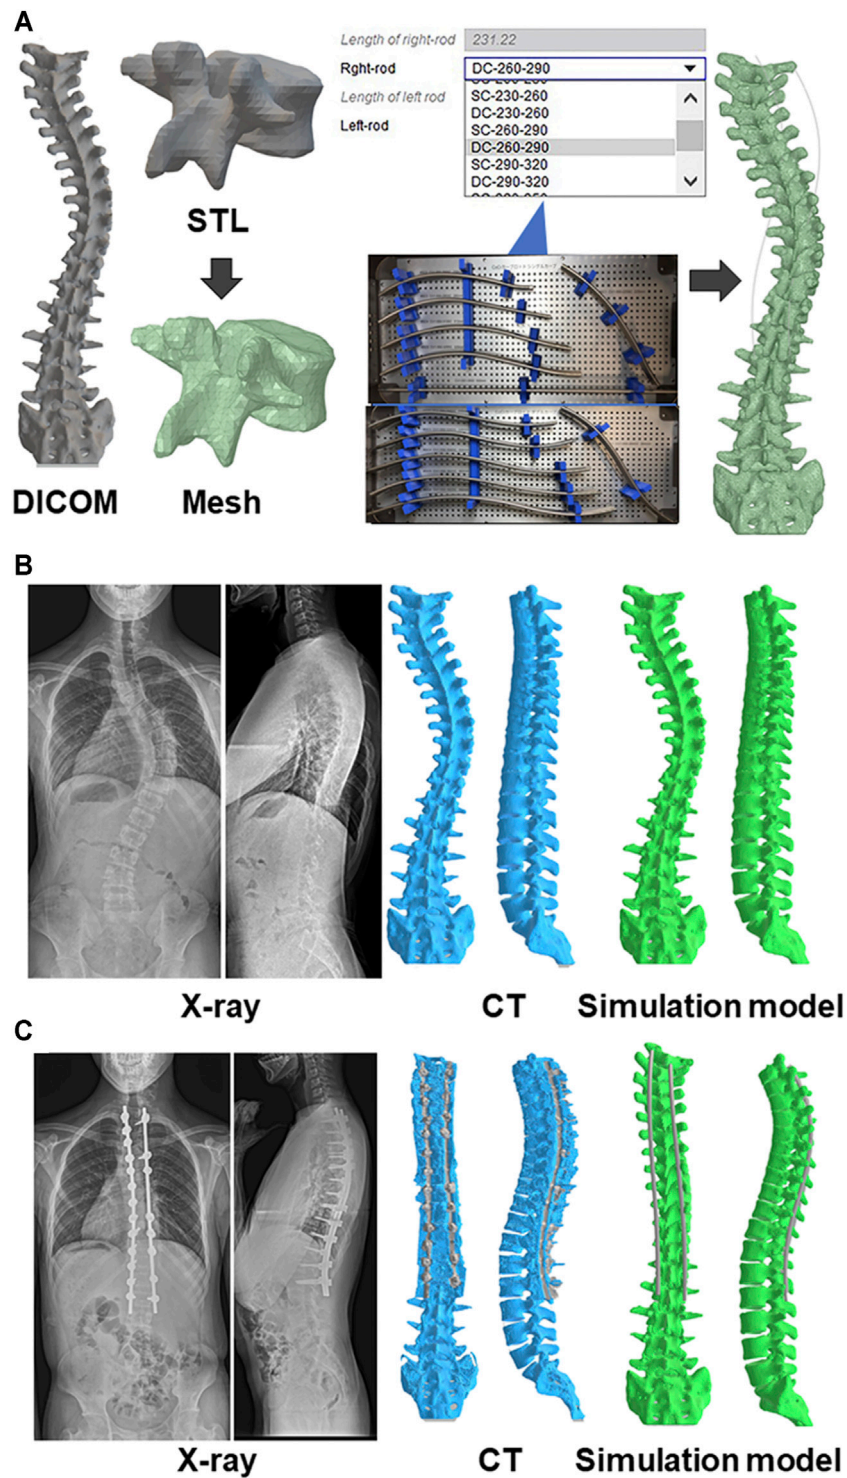 A
Length of right-rod
231.22
Rght-rod
DC-260-290
Length of left rod
SC-230-260
DC-230-260
Left-rod
SC-260-290
DC-260-290
SC-290-320
DC-290-320
STL
DICOM
Mesh
B
X-ray
CT
Simulation model
C
X-ray
CT
Simulation model